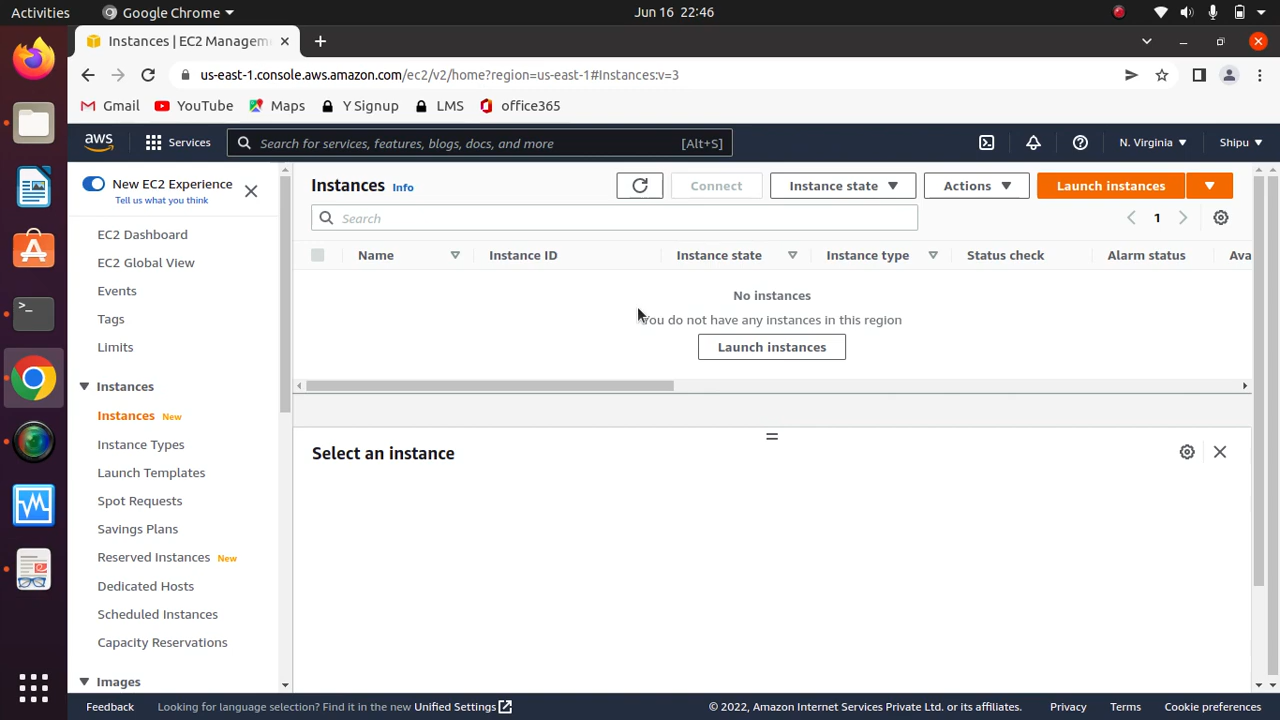 Activities
Google Chrome
Jun 16 22:46
Instances | EC2 Managem
us-east-1.console.aws.amazon.com/ec2/v2/home?region=us-east-1#Instances:v=3
Gmail
YouTube
Maps
Y Signup
LMS
office365
aws
Services
Search for services, features, blogs, docs, and more
[Alt+S]
N. Virginia
Shipu
New EC2 Experience
Tell us what you think
EC2 Dashboard
EC2 Global View
Events
Tags
Limits
Instances
Instances New
Instance Types
Launch Templates
Spot Requests
Savings Plans
Reserved Instances New
Dedicated Hosts
Scheduled Instances
Capacity Reservations
Images
Instances Info
Connect
Instance state
Actions
Launch instances
Search
1
Name
Instance ID
Instance state
Instance type
Status check
Alarm status
Ava
No instances
You do not have any instances in this region
Launch instances
Select an instance
Feedback
Looking for language selection? Find it in the new Unified Settings
© 2022, Amazon Internet Services Private Ltd. or its affiliates.
Privacy
Terms
Cookie preferences